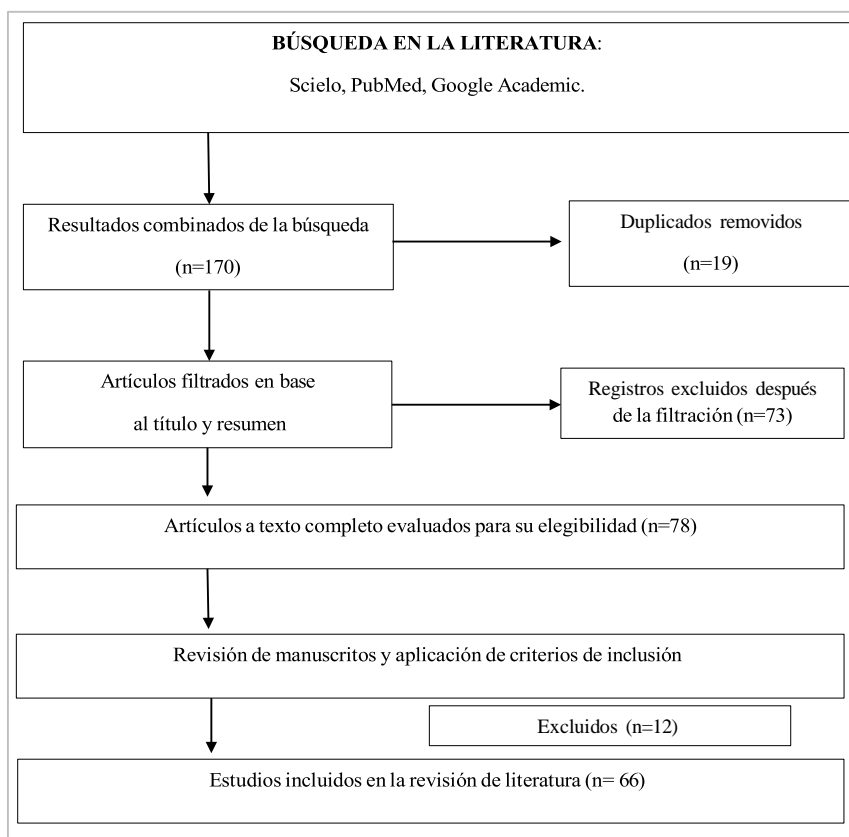 BÚSQUEDA EN LA LITERATURA:
Scielo, PubMed, Google Academic.
Resultados combinados de la búsqueda
(n=170)
Duplicados removidos
(n=19)
Artículos filtrados en base
al título y resumen
Registros excluidos después
de la filtración (n=73)
Artículos a texto completo evaluados para su elegibilidad (n=78)
Revisión de manuscritos y aplicación de criterios de inclusión
Excluidos (n=12)
Estudios incluidos en la revisión de literatura (n= 66)